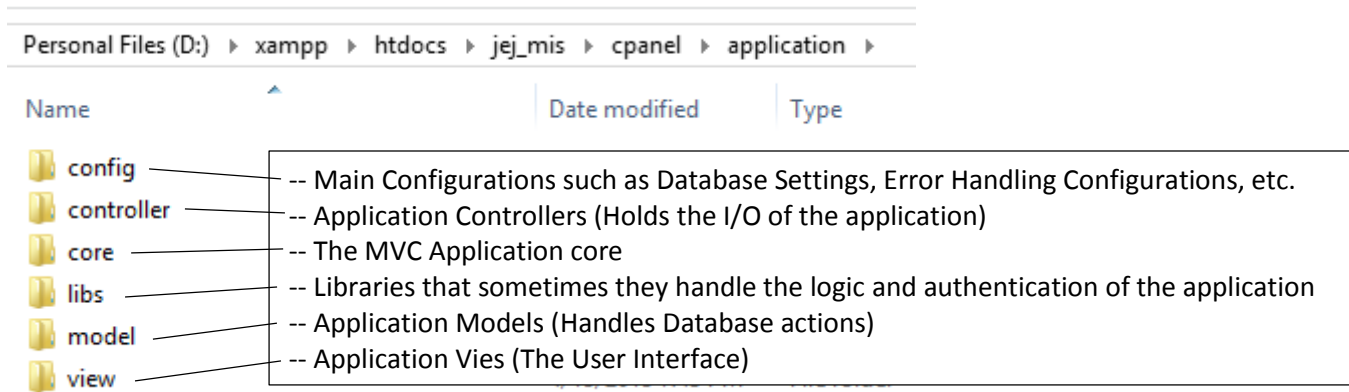 Personal Files (D:) xampp htdocs jej_mis cpanel application
Name Date modified Type
config -- Main Configurations such as Database Settings, Error Handling Configurations, etc.
controller -- Application Controllers (Holds the I/O of the application)
core -- The MVC Application core
libs -- Libraries that sometimes they handle the logic and authentication of the application
model -- Application Models (Handles Database actions)
view -- Application Vies (The User Interface)